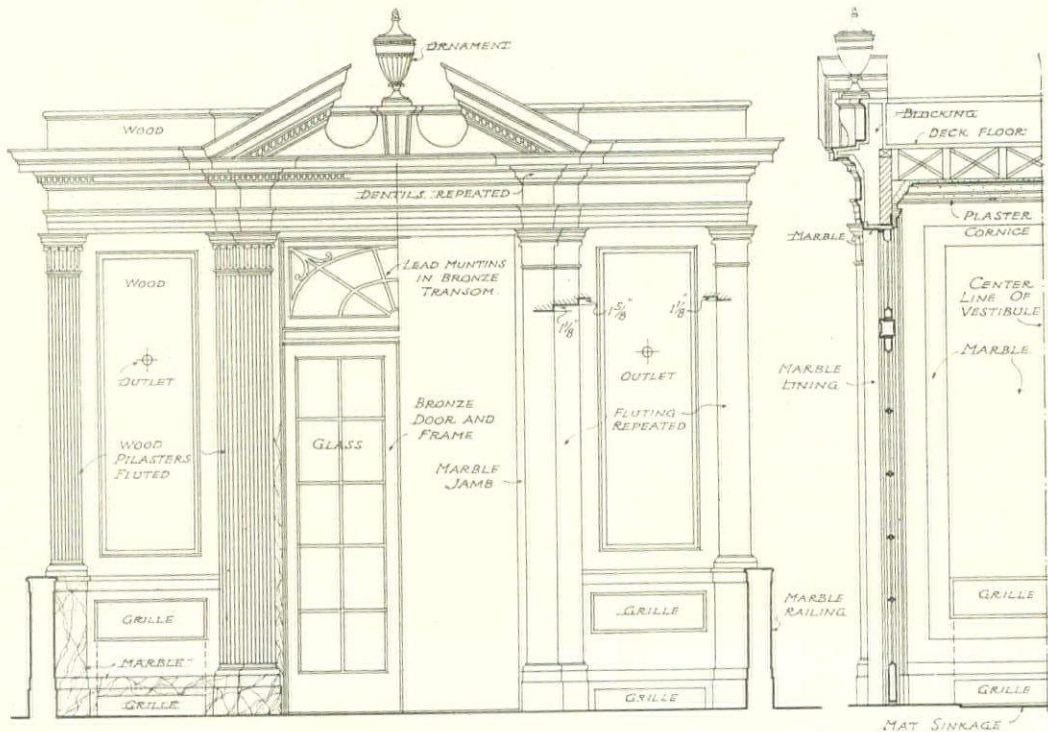 ORNAMENT
WOOD
BLOCKING
DECK FLOOR
DENTILS REPEATED
PLASTER
CORNICE
MARBLE
WOOD
LEAD MUNTINS
IN BRONZE
TRANSOM.
1 1/8"
1 5/8"
1 1/2"
CENTER
LINE OF
VESTIBULE
OUTLET
OUTLET
MARBLE
LINING
MARBLE
BRONZE
DOOR AND
FRAME
GLASS
FLUTING
REPEATED
WOOD
PILASTERS
FLUTED
MARBLE
JAMB
GRILLE
GRILLE
MARBLE
RAILING
GRILLE
MARBLE
GRILLE
GRILLE
GRILLE
MAT SINKAGE